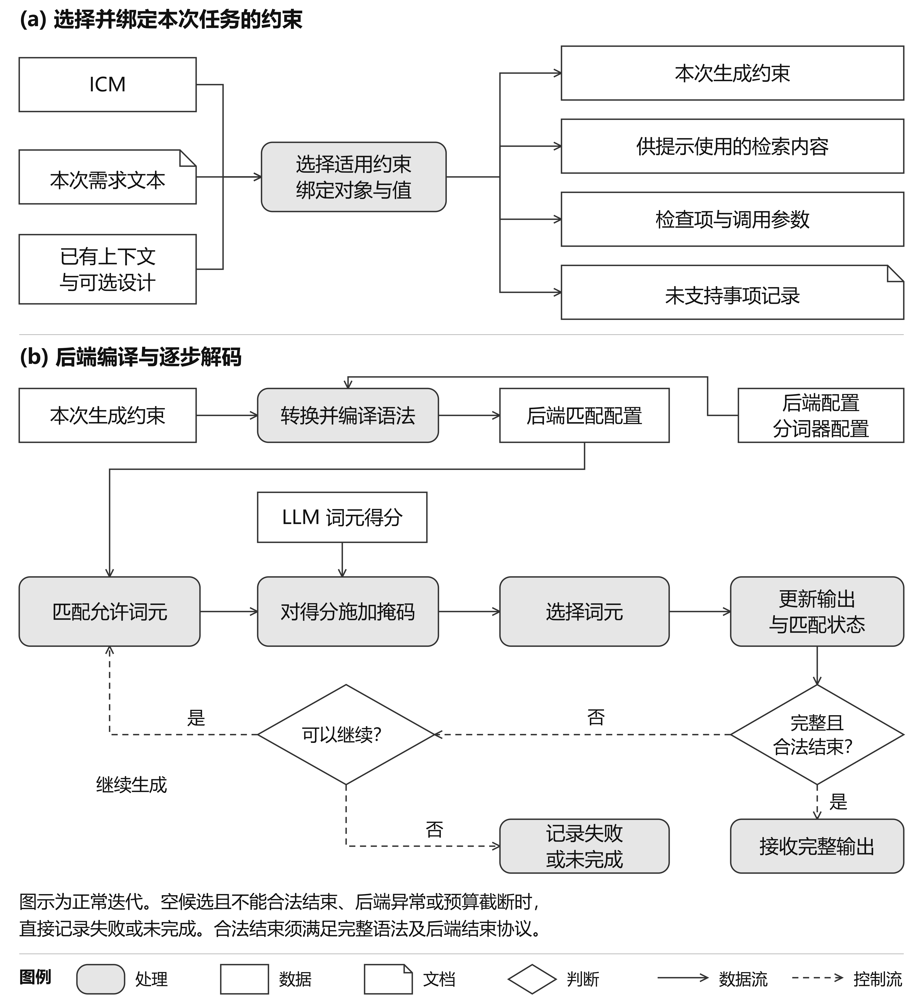 (a) 选择并绑定本次任务的约束
ICM
本次需求文本
已有上下文
与可选设计
选择适用约束
绑定对象与值
本次生成约束
供提示使用的检索内容
检查项与调用参数
未支持事项记录
(b) 后端编译与逐步解码
本次生成约束
转换并编译语法
后端匹配配置
后端配置
分词器配置
LLM 词元得分
匹配允许词元
对得分施加掩码
选择词元
更新输出
与匹配状态
是
可以继续?
否
完整且
合法结束?
继续生成
是
否
记录失败
或未完成
接收完整输出
图示为正常迭代。空候选且不能合法结束、后端异常或预算截断时,
直接记录失败或未完成。合法结束须满足完整语法及后端结束协议。
图例
处理
数据
文档
判断
数据流
控制流